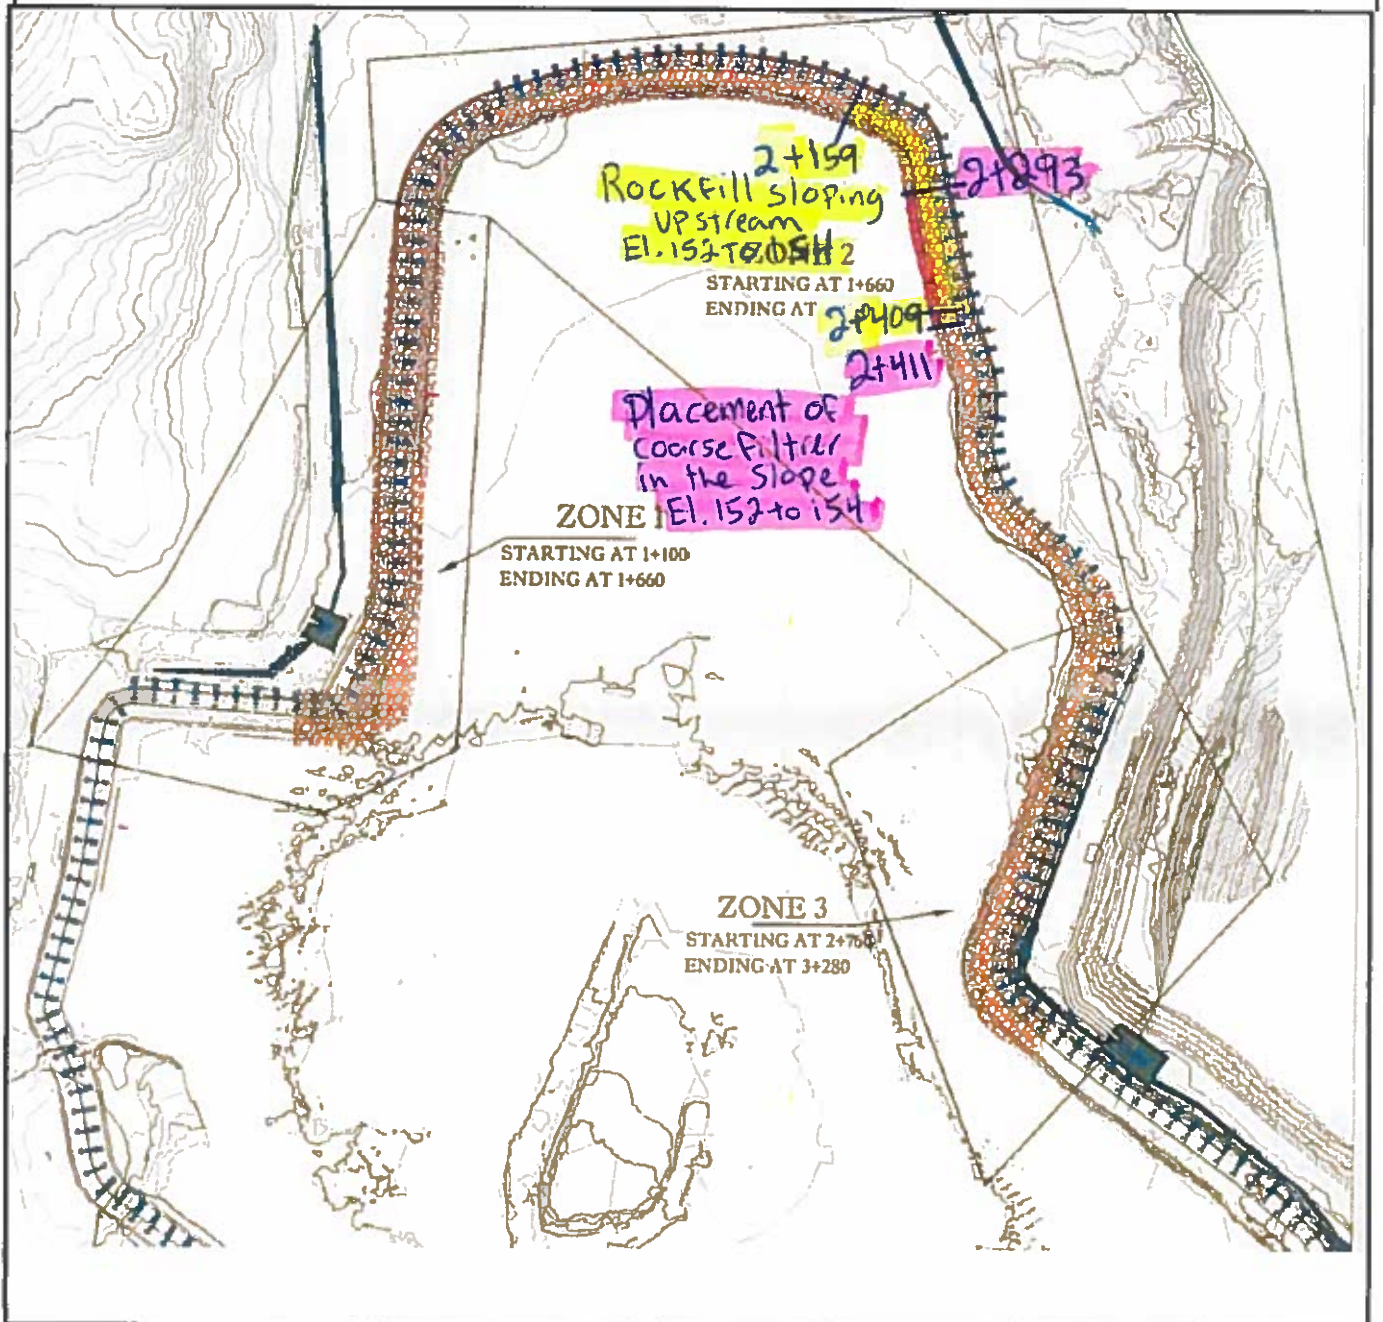 2+159
2+293
Rockfill sloping
upstream
El. 152 To 154
2
STARTING AT 1+660
ENDING AT
2+409
2+411
Placement of
coarse filtrer
in the Slope
El. 152 to 154
ZONE 1
STARTING AT 1+100
ENDING AT 1+660
ZONE 3
STARTING AT 2+760
ENDING AT 3+280